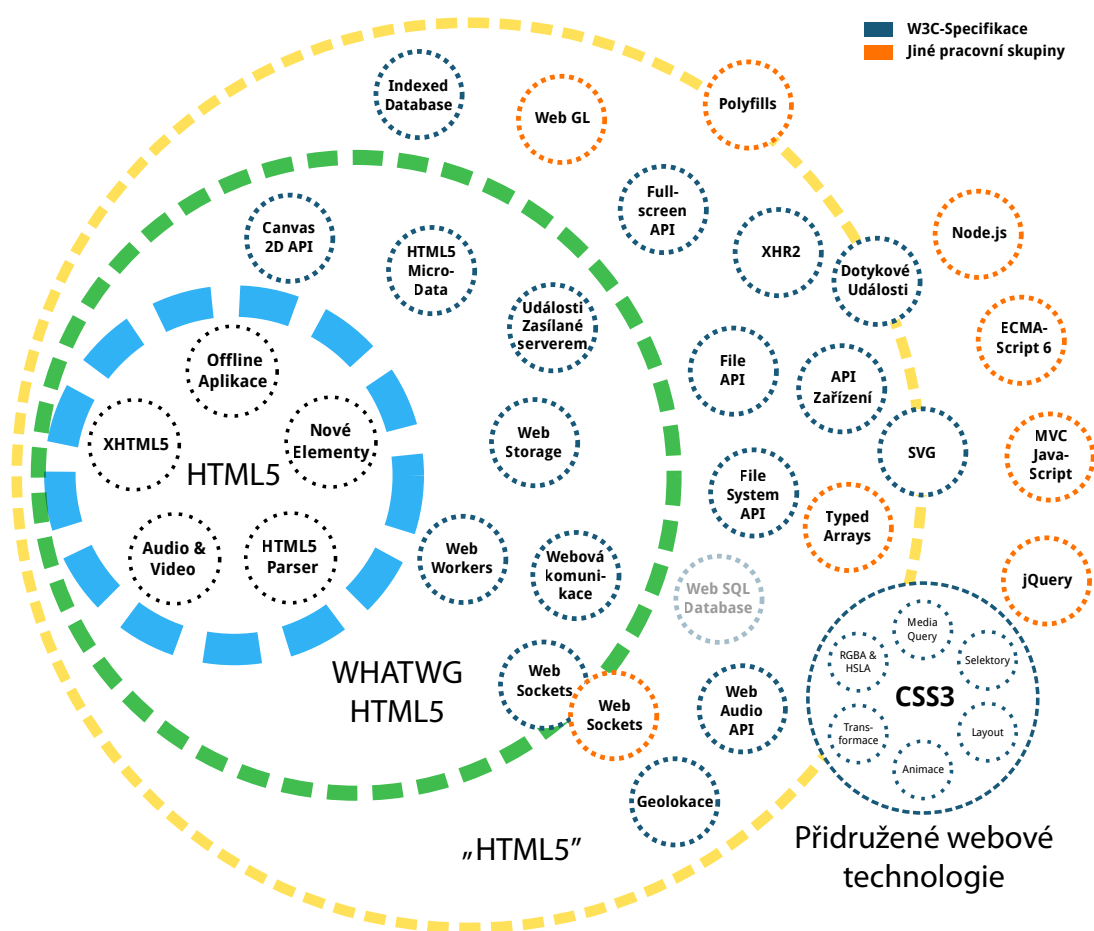 W3C-Specifikace
Jiné pracovní skupiny
Indexed
Database
Web GL
Polyfills
Full-
screen
API
XHR2
Dotykové
Události
Node.js
ECMA-
Script 6
Canvas
2D API
HTML5
Micro-
Data
Události
Zasílané
serverem
File
API
API
Zařízení
Offline
Aplikace
XHTML5
Nové
Elementy
HTML5
Web
Storage
SVG
MVC
Java-
Script
File
System
API
Typed
Arrays
Audio &
Video
HTML5
Parser
Web
Workers
Webová
komuni-
kace
Web SQL
Database
jQuery
Media
Query
RGBA &
HSLA
Selektory
CSS3
Trans-
formace
Layout
Animace
WHATWG
HTML5
Web
Sockets
Web
Sockets
Web
Audio
API
Geolokace
„HTML5”
Přidružené webové
technologie